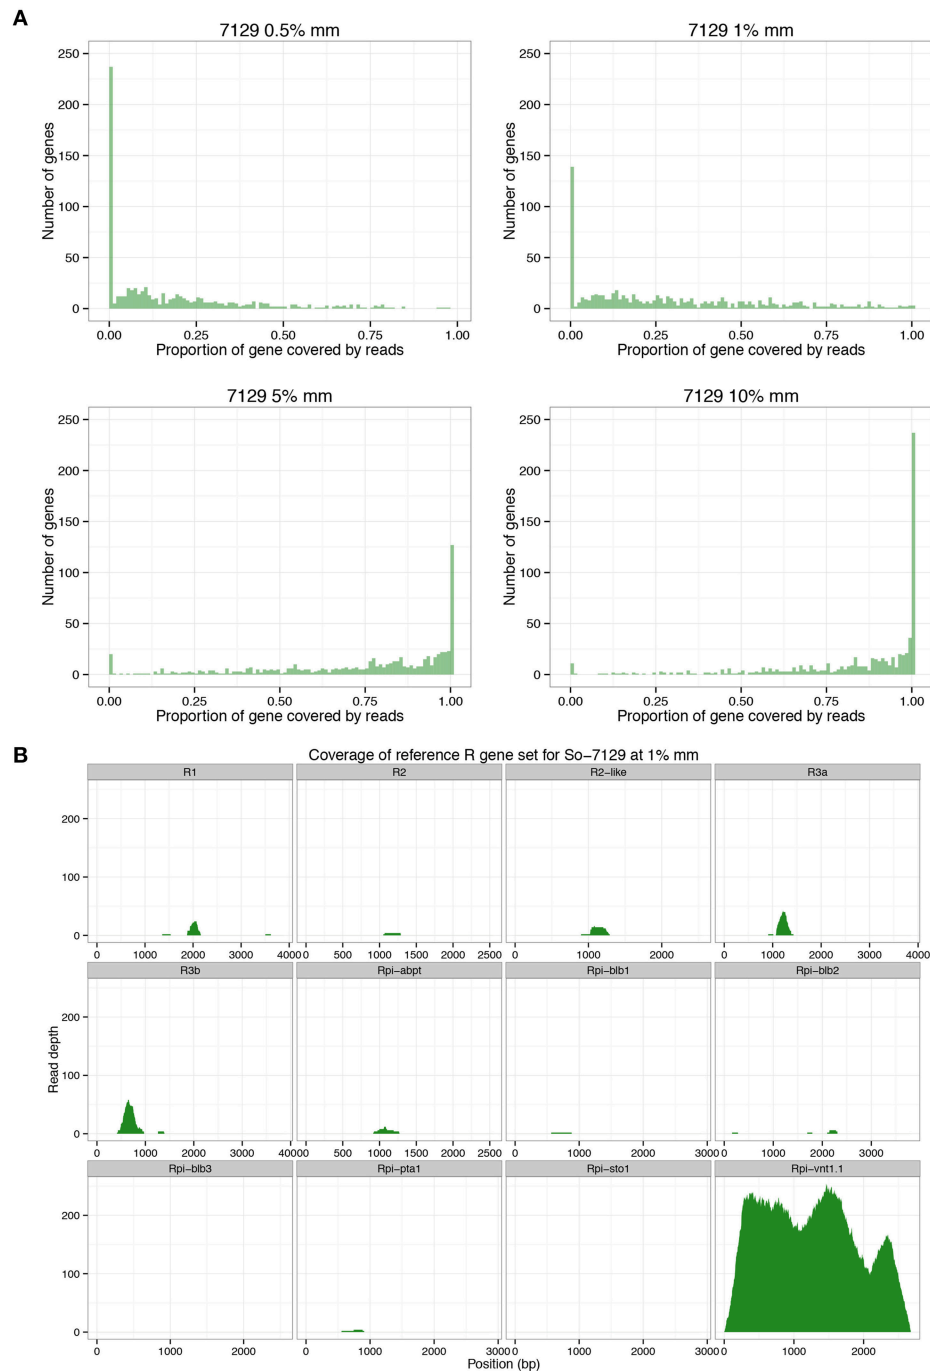 A
7129 0.5% mm
7129 1% mm
250
200
150
100
50
0
Number of genes
0.00 0.25 0.50 0.75 1.00
Proportion of gene covered by reads
250
200
150
100
50
0
Number of genes
0.00 0.25 0.50 0.75 1.00
Proportion of gene covered by reads
7129 5% mm
7129 10% mm
250
200
150
100
50
0
Number of genes
0.00 0.25 0.50 0.75 1.00
Proportion of gene covered by reads
250
200
150
100
50
0
Number of genes
0.00 0.25 0.50 0.75 1.00
Proportion of gene covered by reads
B
Coverage of reference R gene set for So−7129 at 1% mm
R1 R2 R2−like R3a
200
100
0
0 1000 2000 3000 4000
0 500 1000 1500 2000 2500
0 1000 2000
0 1000 2000 3000 4000
R3b Rpi−abpt Rpi−blb1 Rpi−blb2
Read depth
200
100
0
0 1000 2000 3000 4000
0 500 1000 1500 2000 2500
0 1000 2000 3000
0 1000 2000 3000
Rpi−blb3 Rpi−pta1 Rpi−sto1 Rpi−vnt1.1
200
100
0
0 1000 2000
0 1000 2000 3000
0 1000 2000 3000
0 1000 2000
Position (bp)